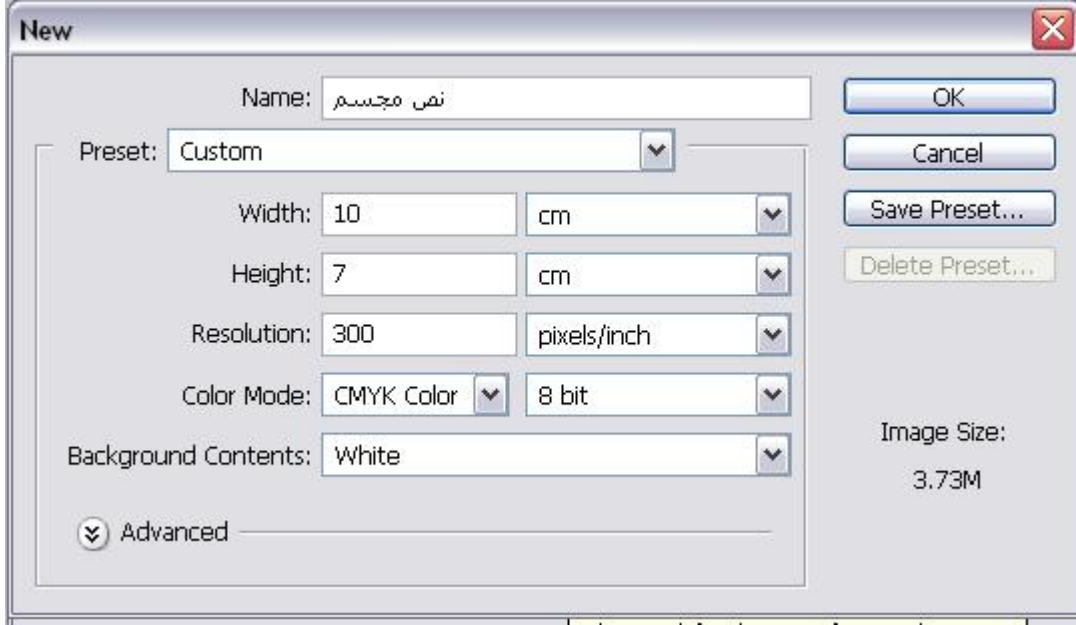 New
Name: نص مجسم
OK
Preset: Custom
Cancel
Width: 10 cm
Save Preset...
Height: 7 cm
Delete Preset...
Resolution: 300 pixels/inch
Color Mode: CMYK Color 8 bit
Image Size:
Background Contents: White
3.73M
Advanced